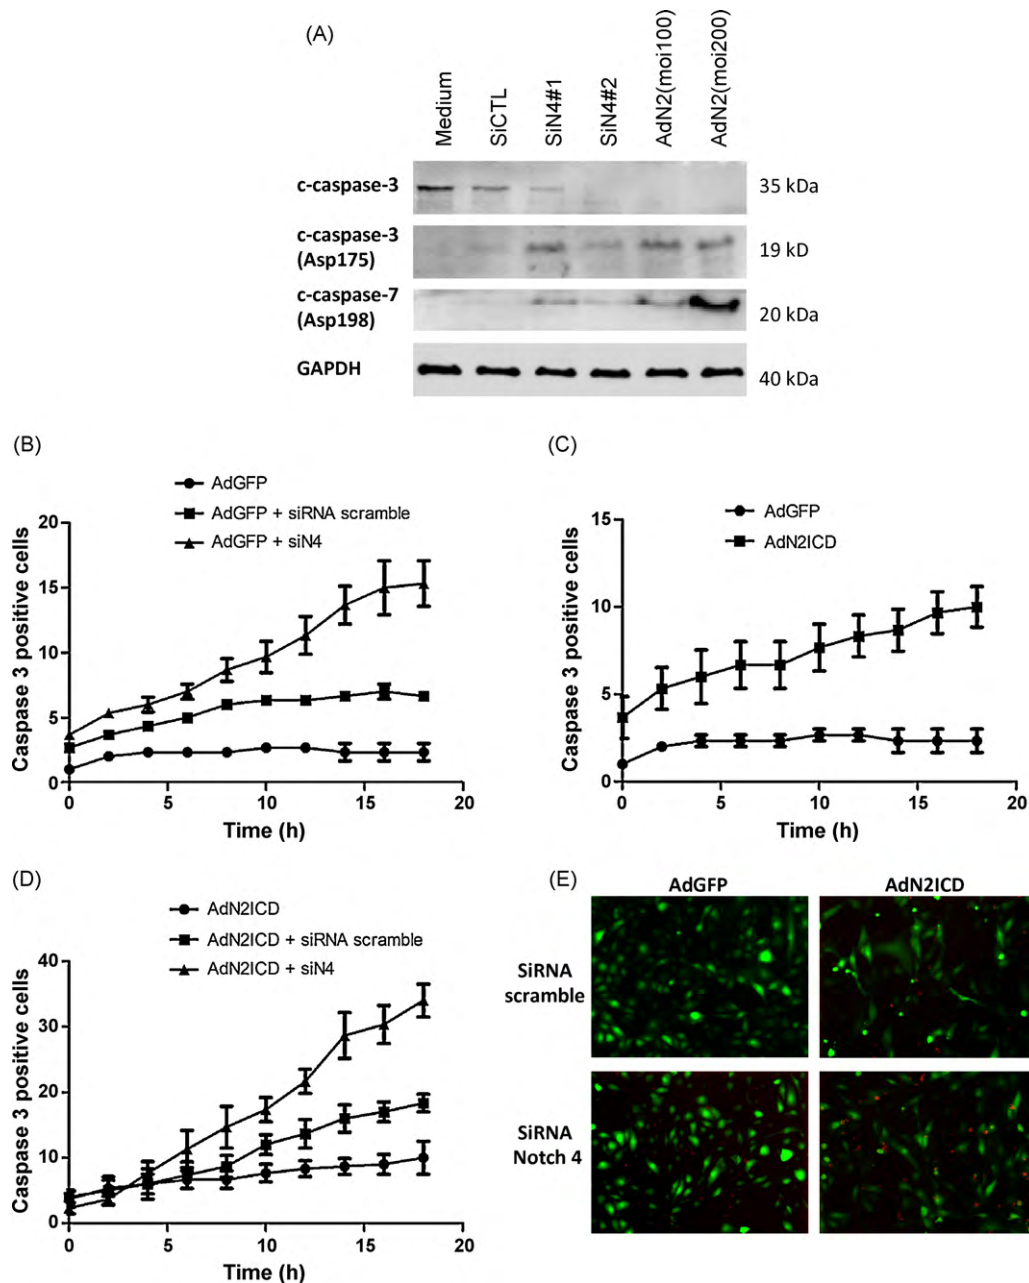 (A)
Medium
SiCTL
SiN4#1
SiN4#2
AdN2(moi100)
AdN2(moi200)
c-caspase-3
35 kDa
c-caspase-3
(Asp175)
19 kD
c-caspase-7
(Asp198)
20 kDa
GAPDH
40 kDa
(B)
AdGFP
AdGFP + siRNA scramble
AdGFP + siN4
Caspase 3 positive cells
20
15
10
5
0
0 5 10 15 20
Time (h)
(C)
AdGFP
AdN2ICD
Caspase 3 positive cells
15
10
5
0
0 5 10 15 20
Time (h)
(D)
AdN2ICD
AdN2ICD + siRNA scramble
AdN2ICD + siN4
Caspase 3 positive cells
40
30
20
10
0
0 5 10 15 20
Time (h)
(E)
AdGFP AdN2ICD
SiRNA
scramble
SiRNA
Notch 4